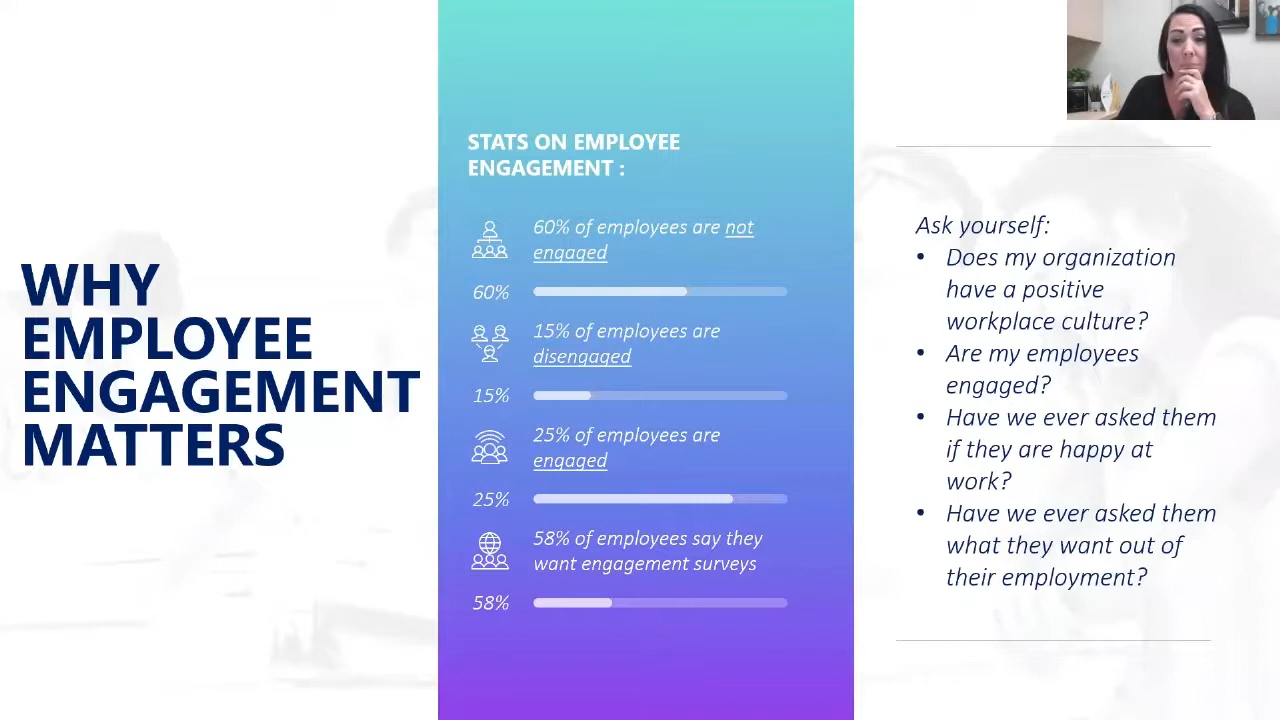 WHY
EMPLOYEE
ENGAGEMENT
MATTERS
STATS ON EMPLOYEE
ENGAGEMENT :
60% of employees are not
engaged
60%
15% of employees are
disengaged
15%
25% of employees are
engaged
25%
58% of employees say they
want engagement surveys
58%
Ask yourself:
• Does my organization
have a positive
workplace culture?
• Are my employees
engaged?
• Have we ever asked them
if they are happy at
work?
• Have we ever asked them
what they want out of
their employment?